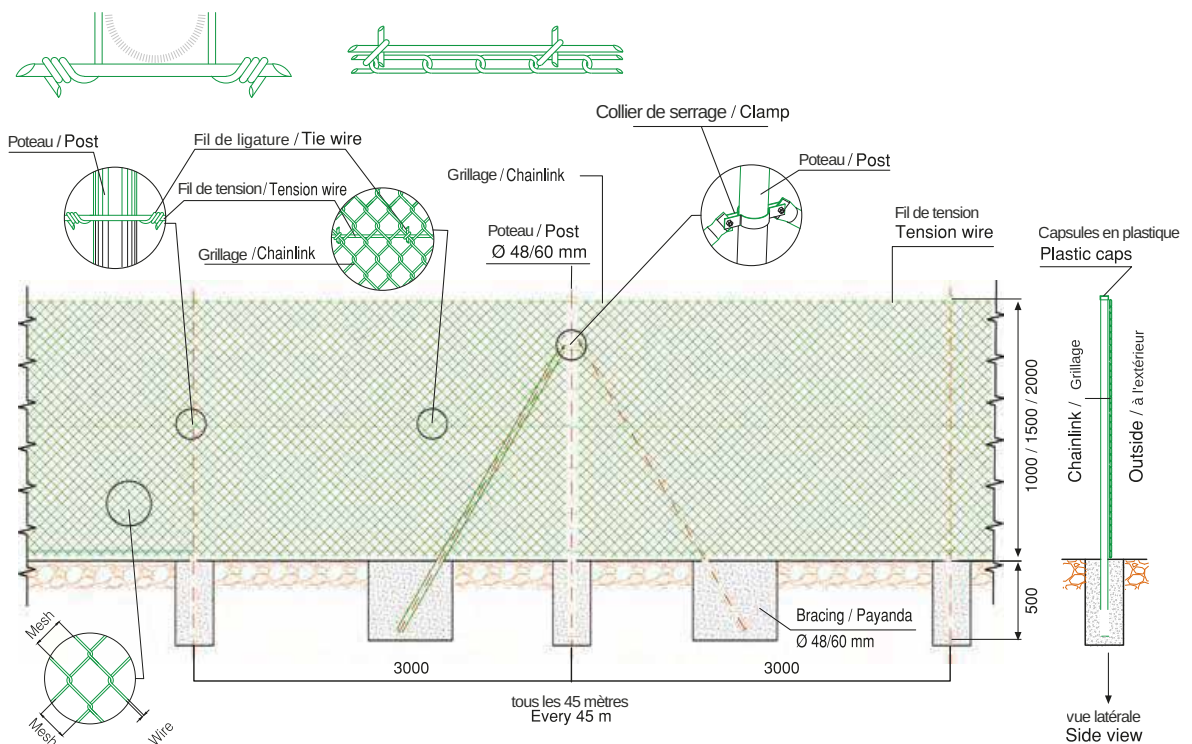 Collier de serrage / Clamp
Poteau / Post
Fil de ligature / Tie wire
Poteau / Post
Grillage / Chainlink
Fil de tension / Tension wire
Fil de tension
Tension wire
Poteau / Post
Ø 48/60 mm
Capsules en plastique
Plastic caps
Grillage / Chainlink
1000 / 1500 / 2000
Chainlink / Grillage
Outside / à l'extérieur
500
Bracing / Payanda
Ø 48/60 mm
Mesh
Mesh
Wire
3000
3000
tous les 45 mètres
Every 45 m
vue latérale
Side view